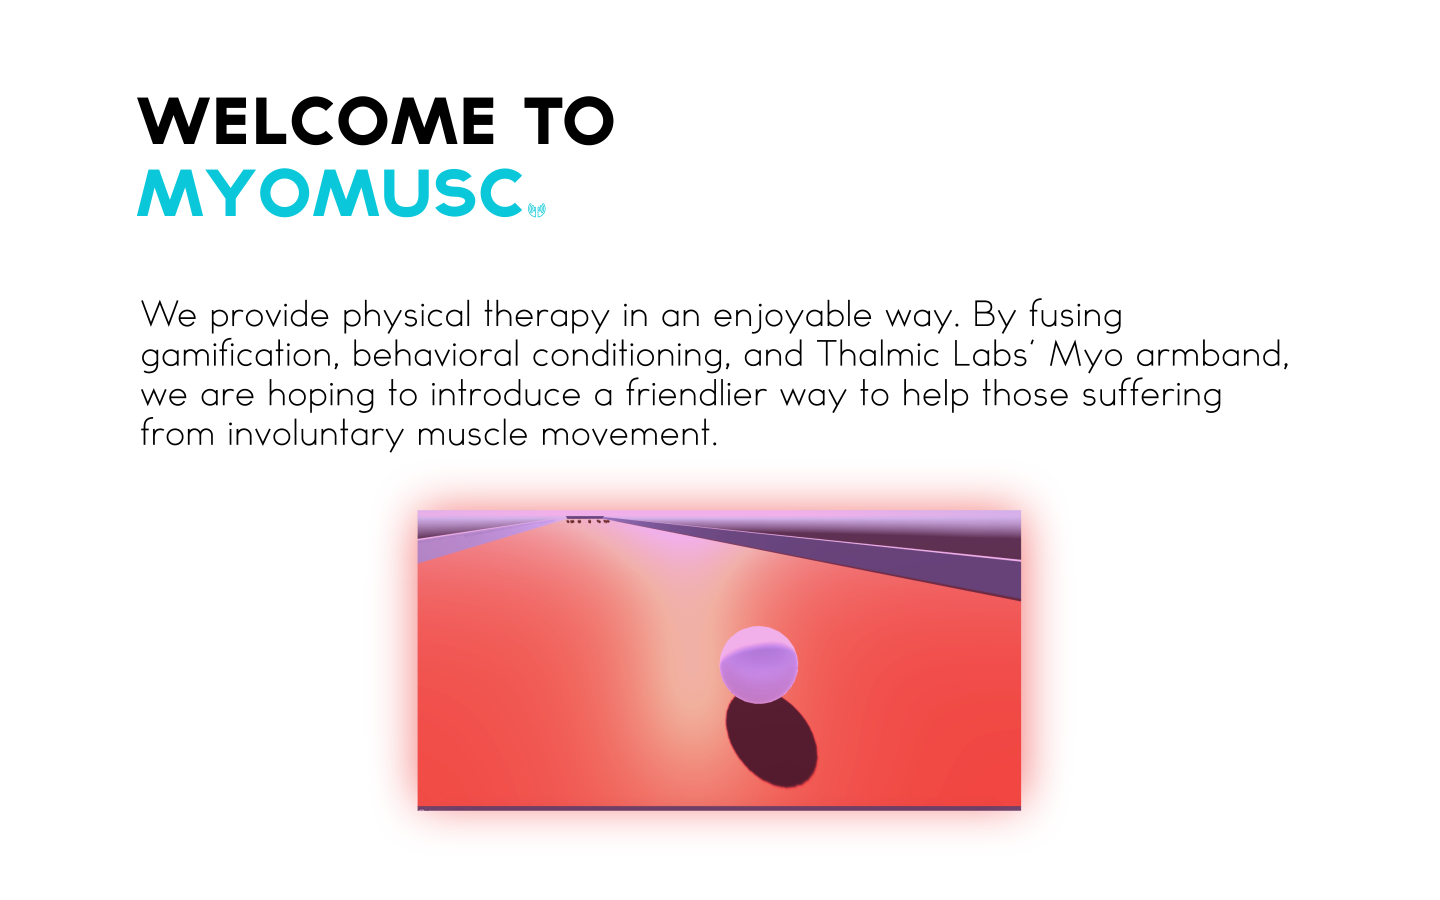 WELCOME TO
MYOMUSC
We provide physical therapy in an enjoyable way. By fusing
gamification, behavioral conditioning, and Thalmic Labs' Myo armband,
we are hoping to introduce a friendlier way to help those suffering
from involuntary muscle movement.